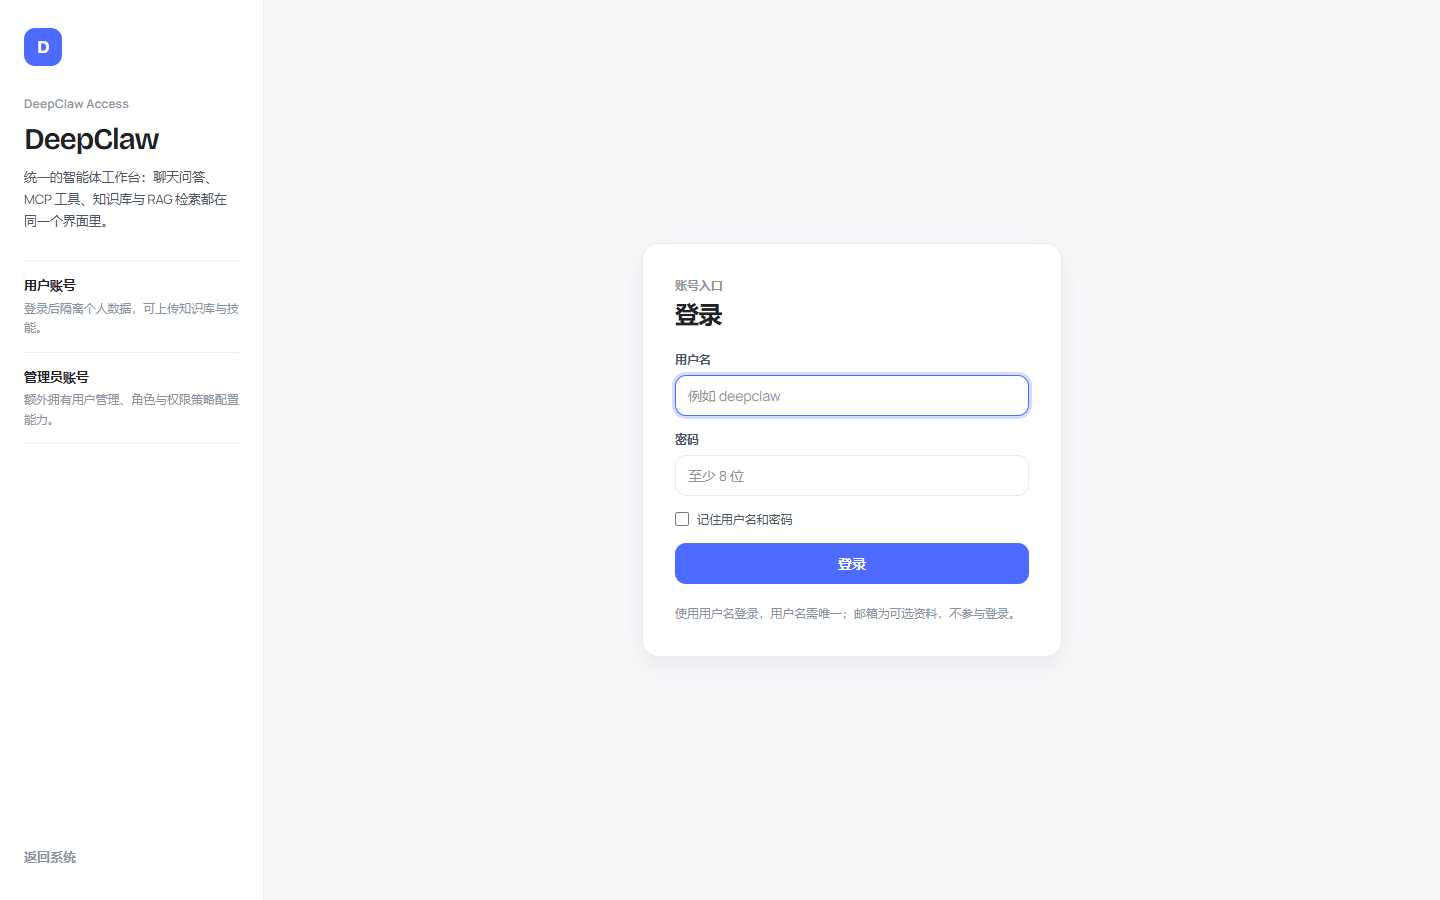 D
DeepClaw Access
DeepClaw
统一的智能体工作台：聊天问答、
MCP 工具、知识库与 RAG 检索都在
同一个界面里。
用户账号
登录后隔离个人数据，可上传知识库与技
能。
管理员账号
额外拥有用户管理、角色与权限策略配置
能力。
返回系统
账号入口
登录
用户名
例如 deepclaw
密码
至少 8 位
记住用户名和密码
登录
使用用户名登录，用户名需唯一；邮箱为可选资料，不参与登录。